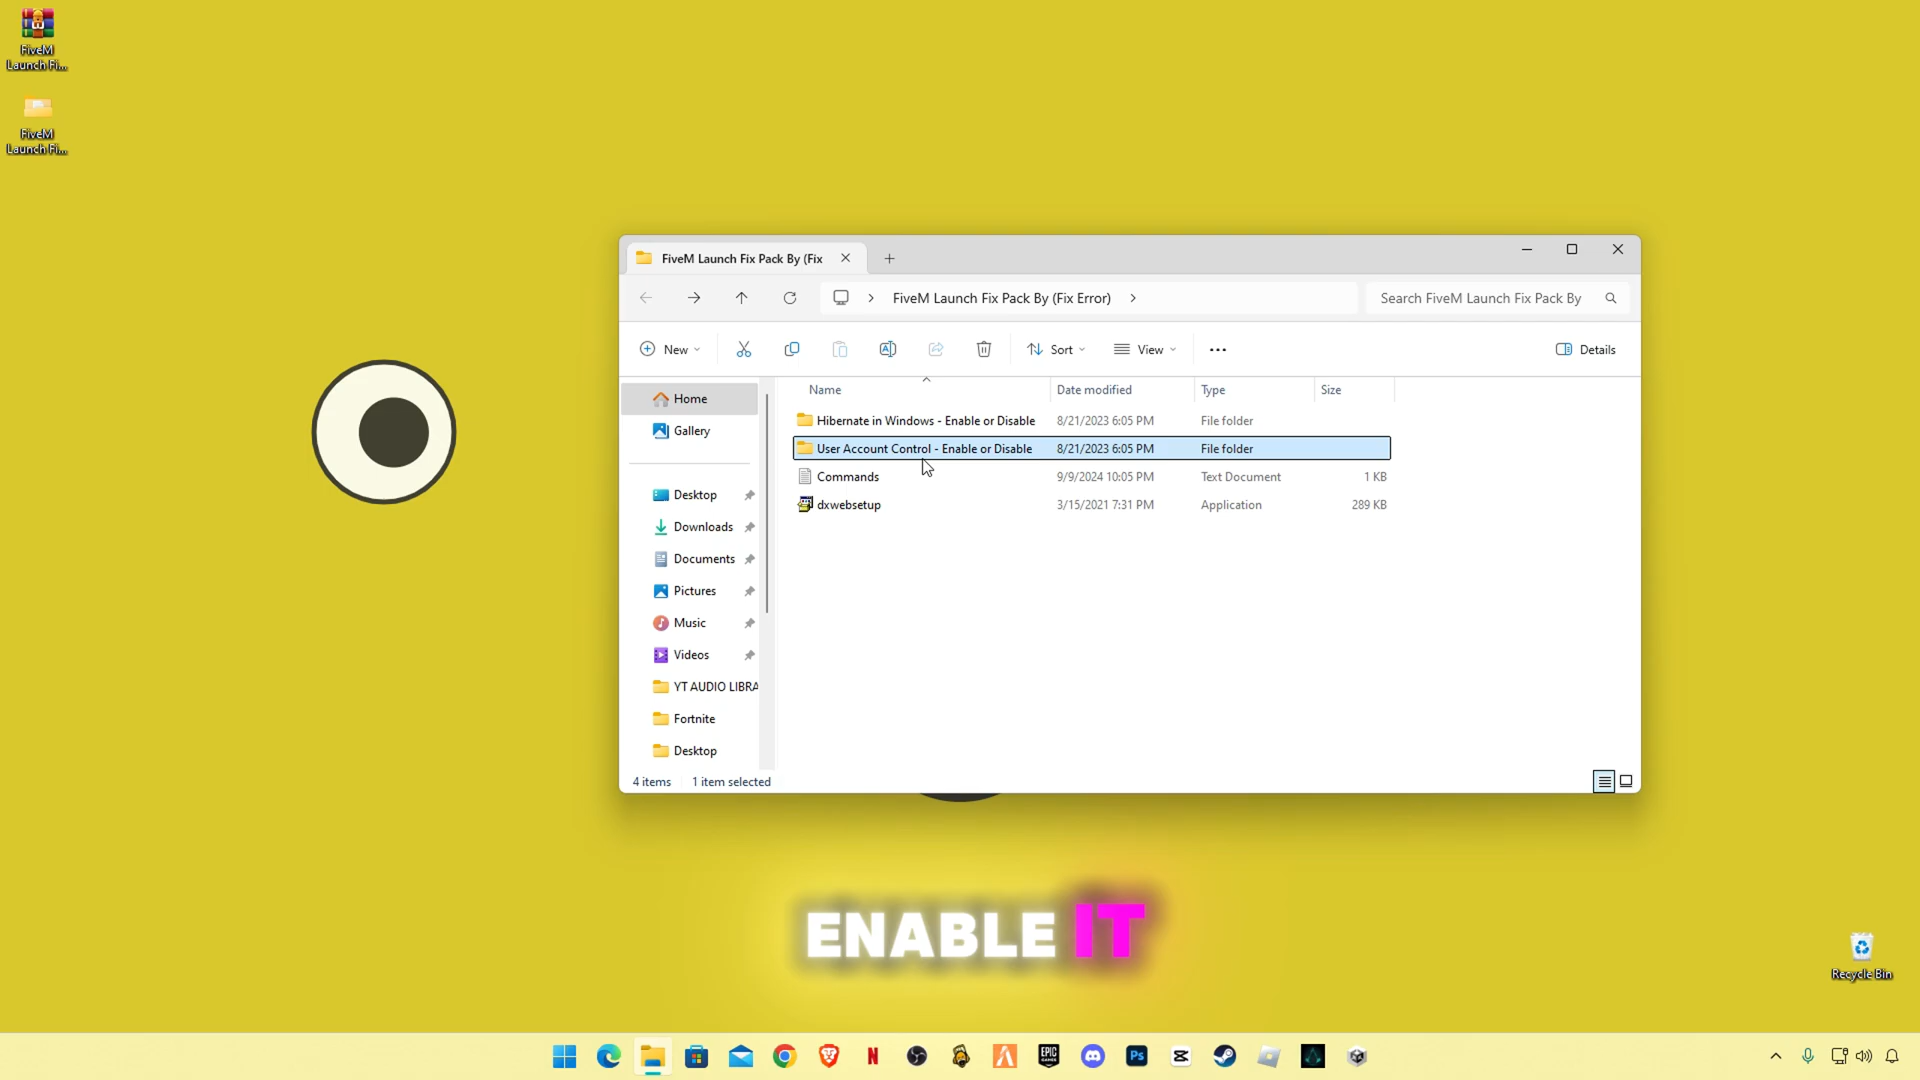 FiveM
Launch Fi...
FiveM
Launch Fi...
FiveM Launch Fix Pack By (Fix
FiveM Launch Fix Pack By (Fix Error)
Search FiveM Launch Fix Pack By
New
Sort
View
Details
Name
Date modified
Type
Size
Home
Gallery
Desktop
Downloads
Documents
Pictures
Music
Videos
YT AUDIO LIBRA
Fortnite
Desktop
Hibernate in Windows - Enable or Disable 8/21/2023 6:05 PM File folder
User Account Control - Enable or Disable 8/21/2023 6:05 PM File folder
Commands 9/9/2024 10:05 PM Text Document 1 KB
dxwebsetup 3/15/2021 7:31 PM Application 289 KB
4 items 1 item selected
ENABLE IT
Recycle Bin
N
EPIC
GAMES
Ps